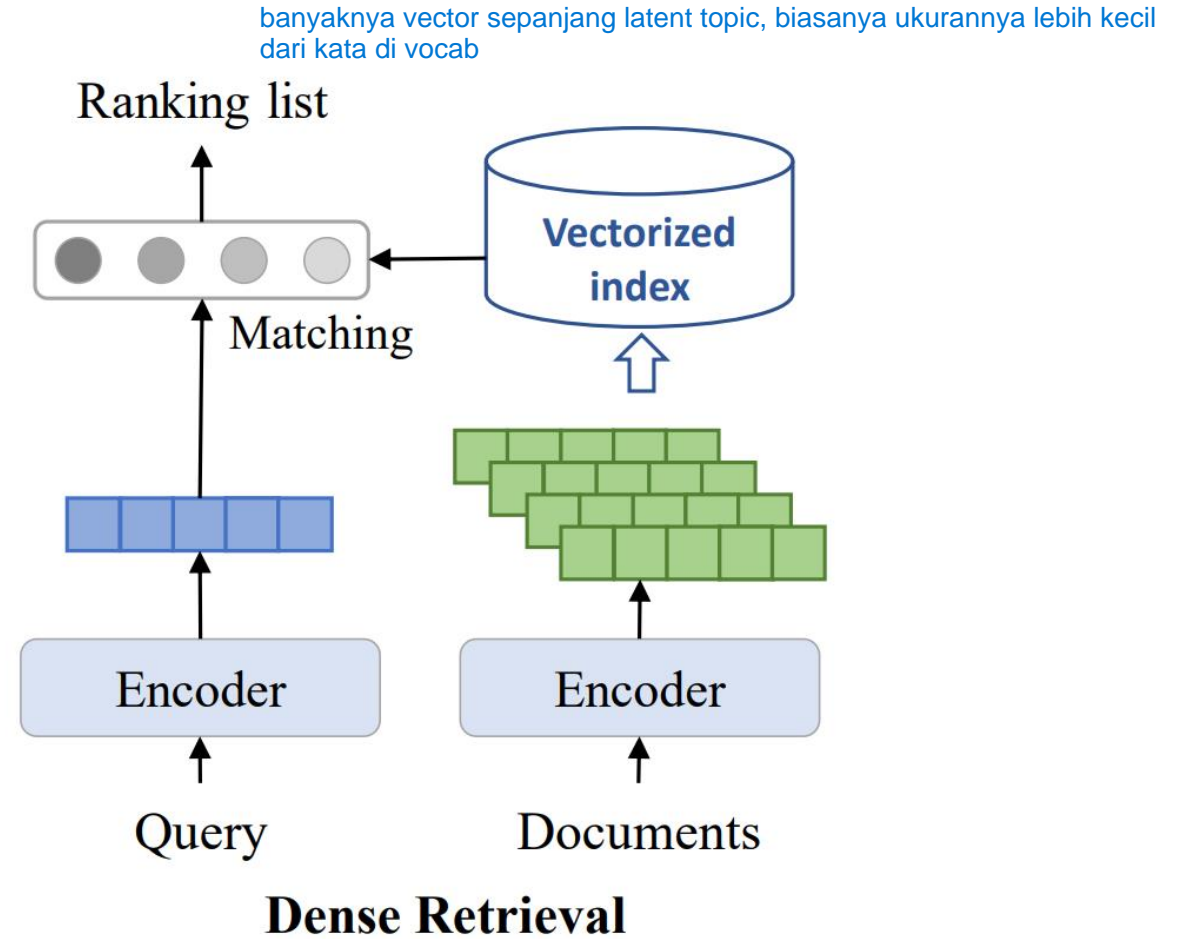 banyaknya vector sepanjang latent topic, biasanya ukurannya lebih kecil
dari kata di vocab
Ranking list
Vectorized
index
Matching
Encoder
Encoder
Query
Documents
Dense Retrieval